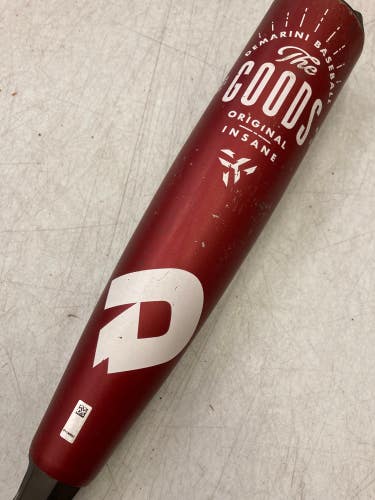 DEMARINI BASEBALL
The
GOODS
ORIGINAL
INSANE
D